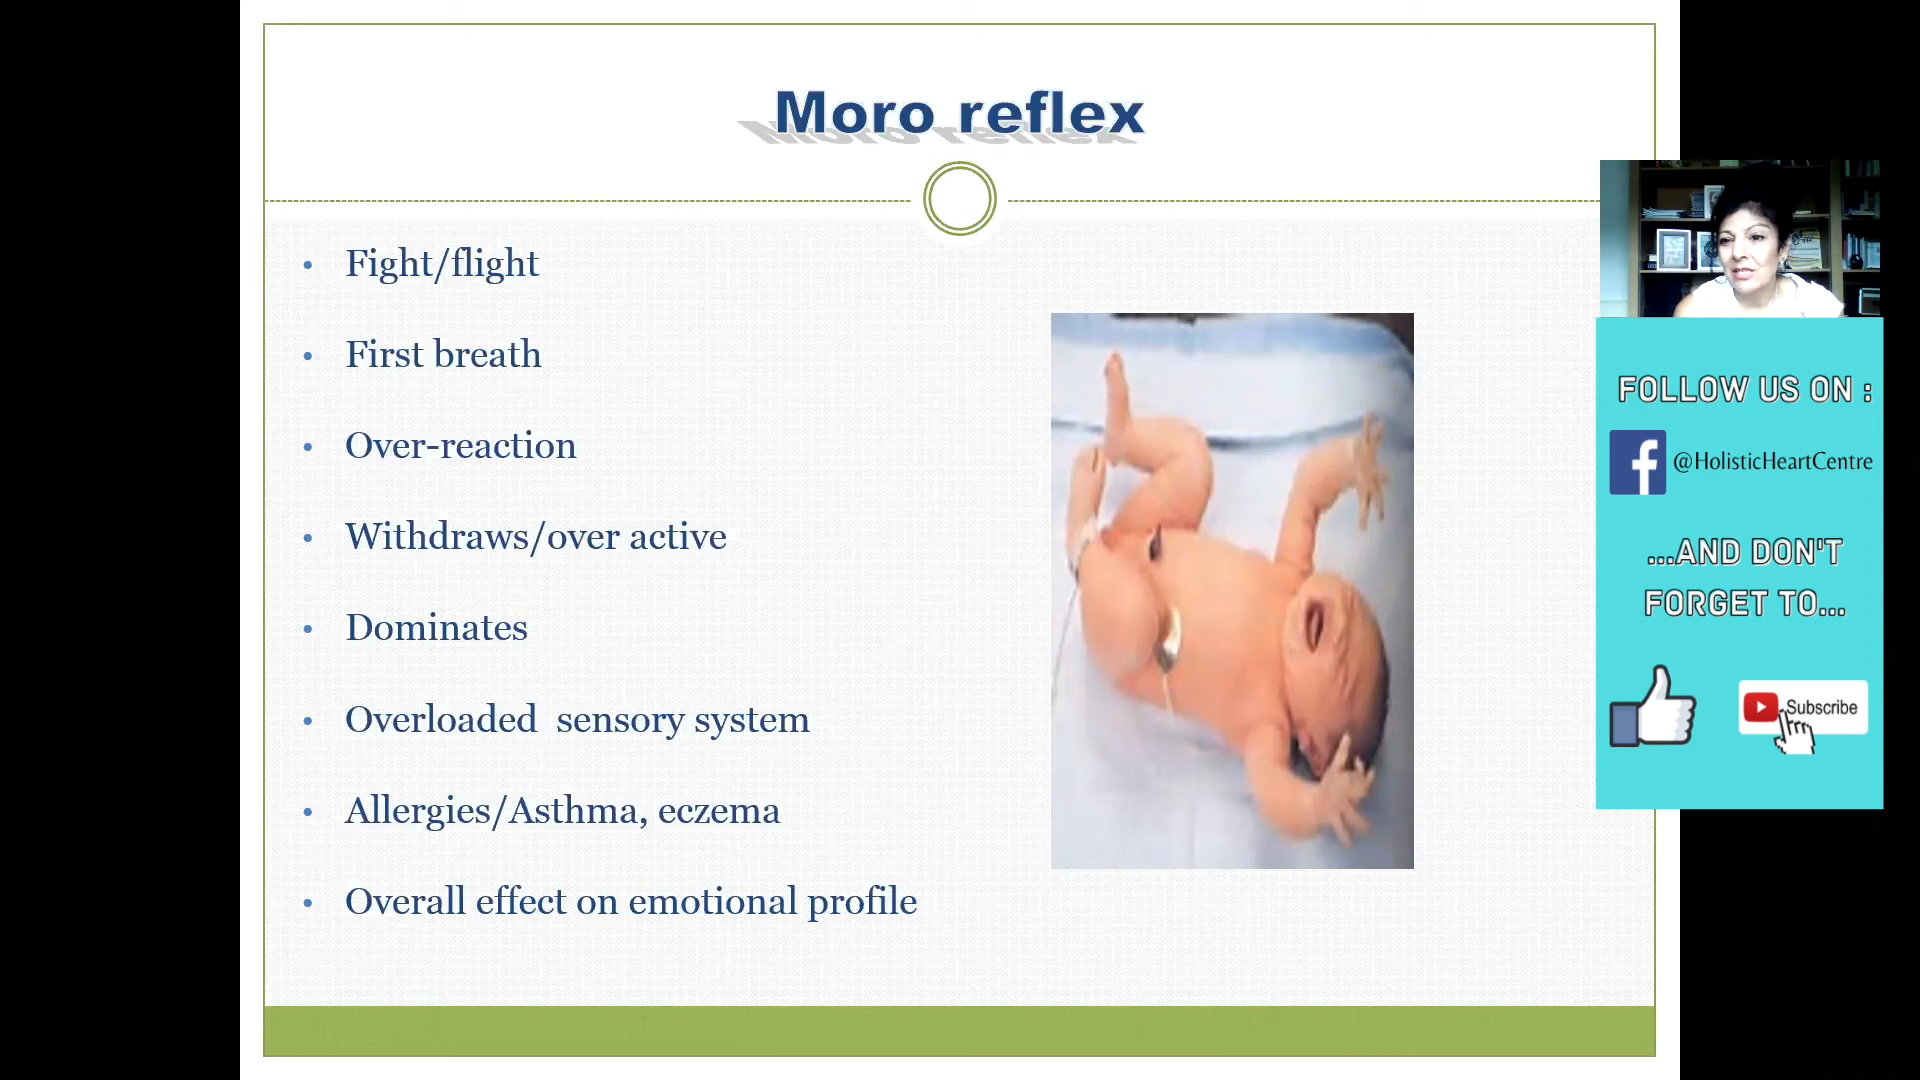 Moro reflex
• Fight/flight
• First breath
• Over-reaction
• Withdraws/over active
• Dominates
• Overloaded  sensory system
• Allergies/Asthma, eczema
• Overall effect on emotional profile
FOLLOW US ON :
@HolisticHeartCentre
...AND DON'T
FORGET TO...
Subscribe